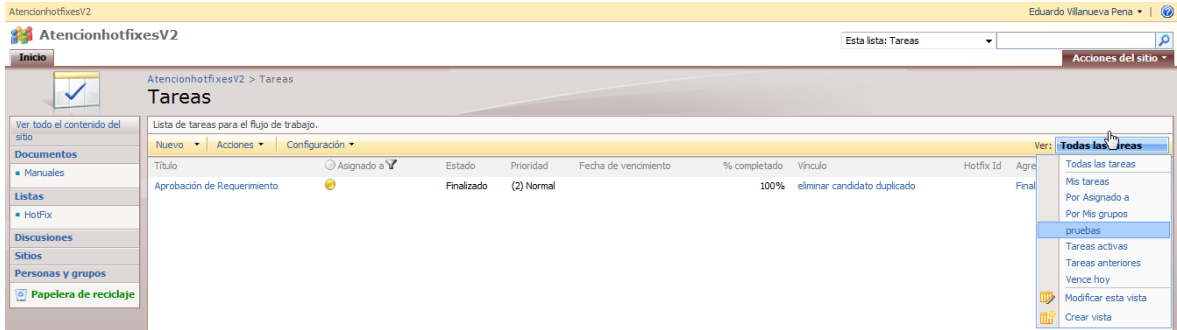 AtencionhotfixesV2
Eduardo Villanueva Pena
AtencionhotfixesV2
Esta lista: Tareas
Inicio
Acciones del sitio
AtencionhotfixesV2 > Tareas
Tareas
Ver todo el contenido del
sitio
Documentos
Manuales
Listas
HotFix
Discusiones
Sitios
Personas y grupos
Papelera de reciclaje
Lista de tareas para el flujo de trabajo.
Nuevo Acciones Configuración Ver: Todas las tareas
Título Asignado a Estado Prioridad Fecha de vencimiento % completado Vínculo Hotfix Id Agre
Aprobación de Requerimiento Finalizado (2) Normal 100% eliminar candidato duplicado Final
Todas las tareas
Mis tareas
Por Asignado a
Por Mis grupos
pruebas
Tareas activas
Tareas anteriores
Vence hoy
Modificar esta vista
Crear vista